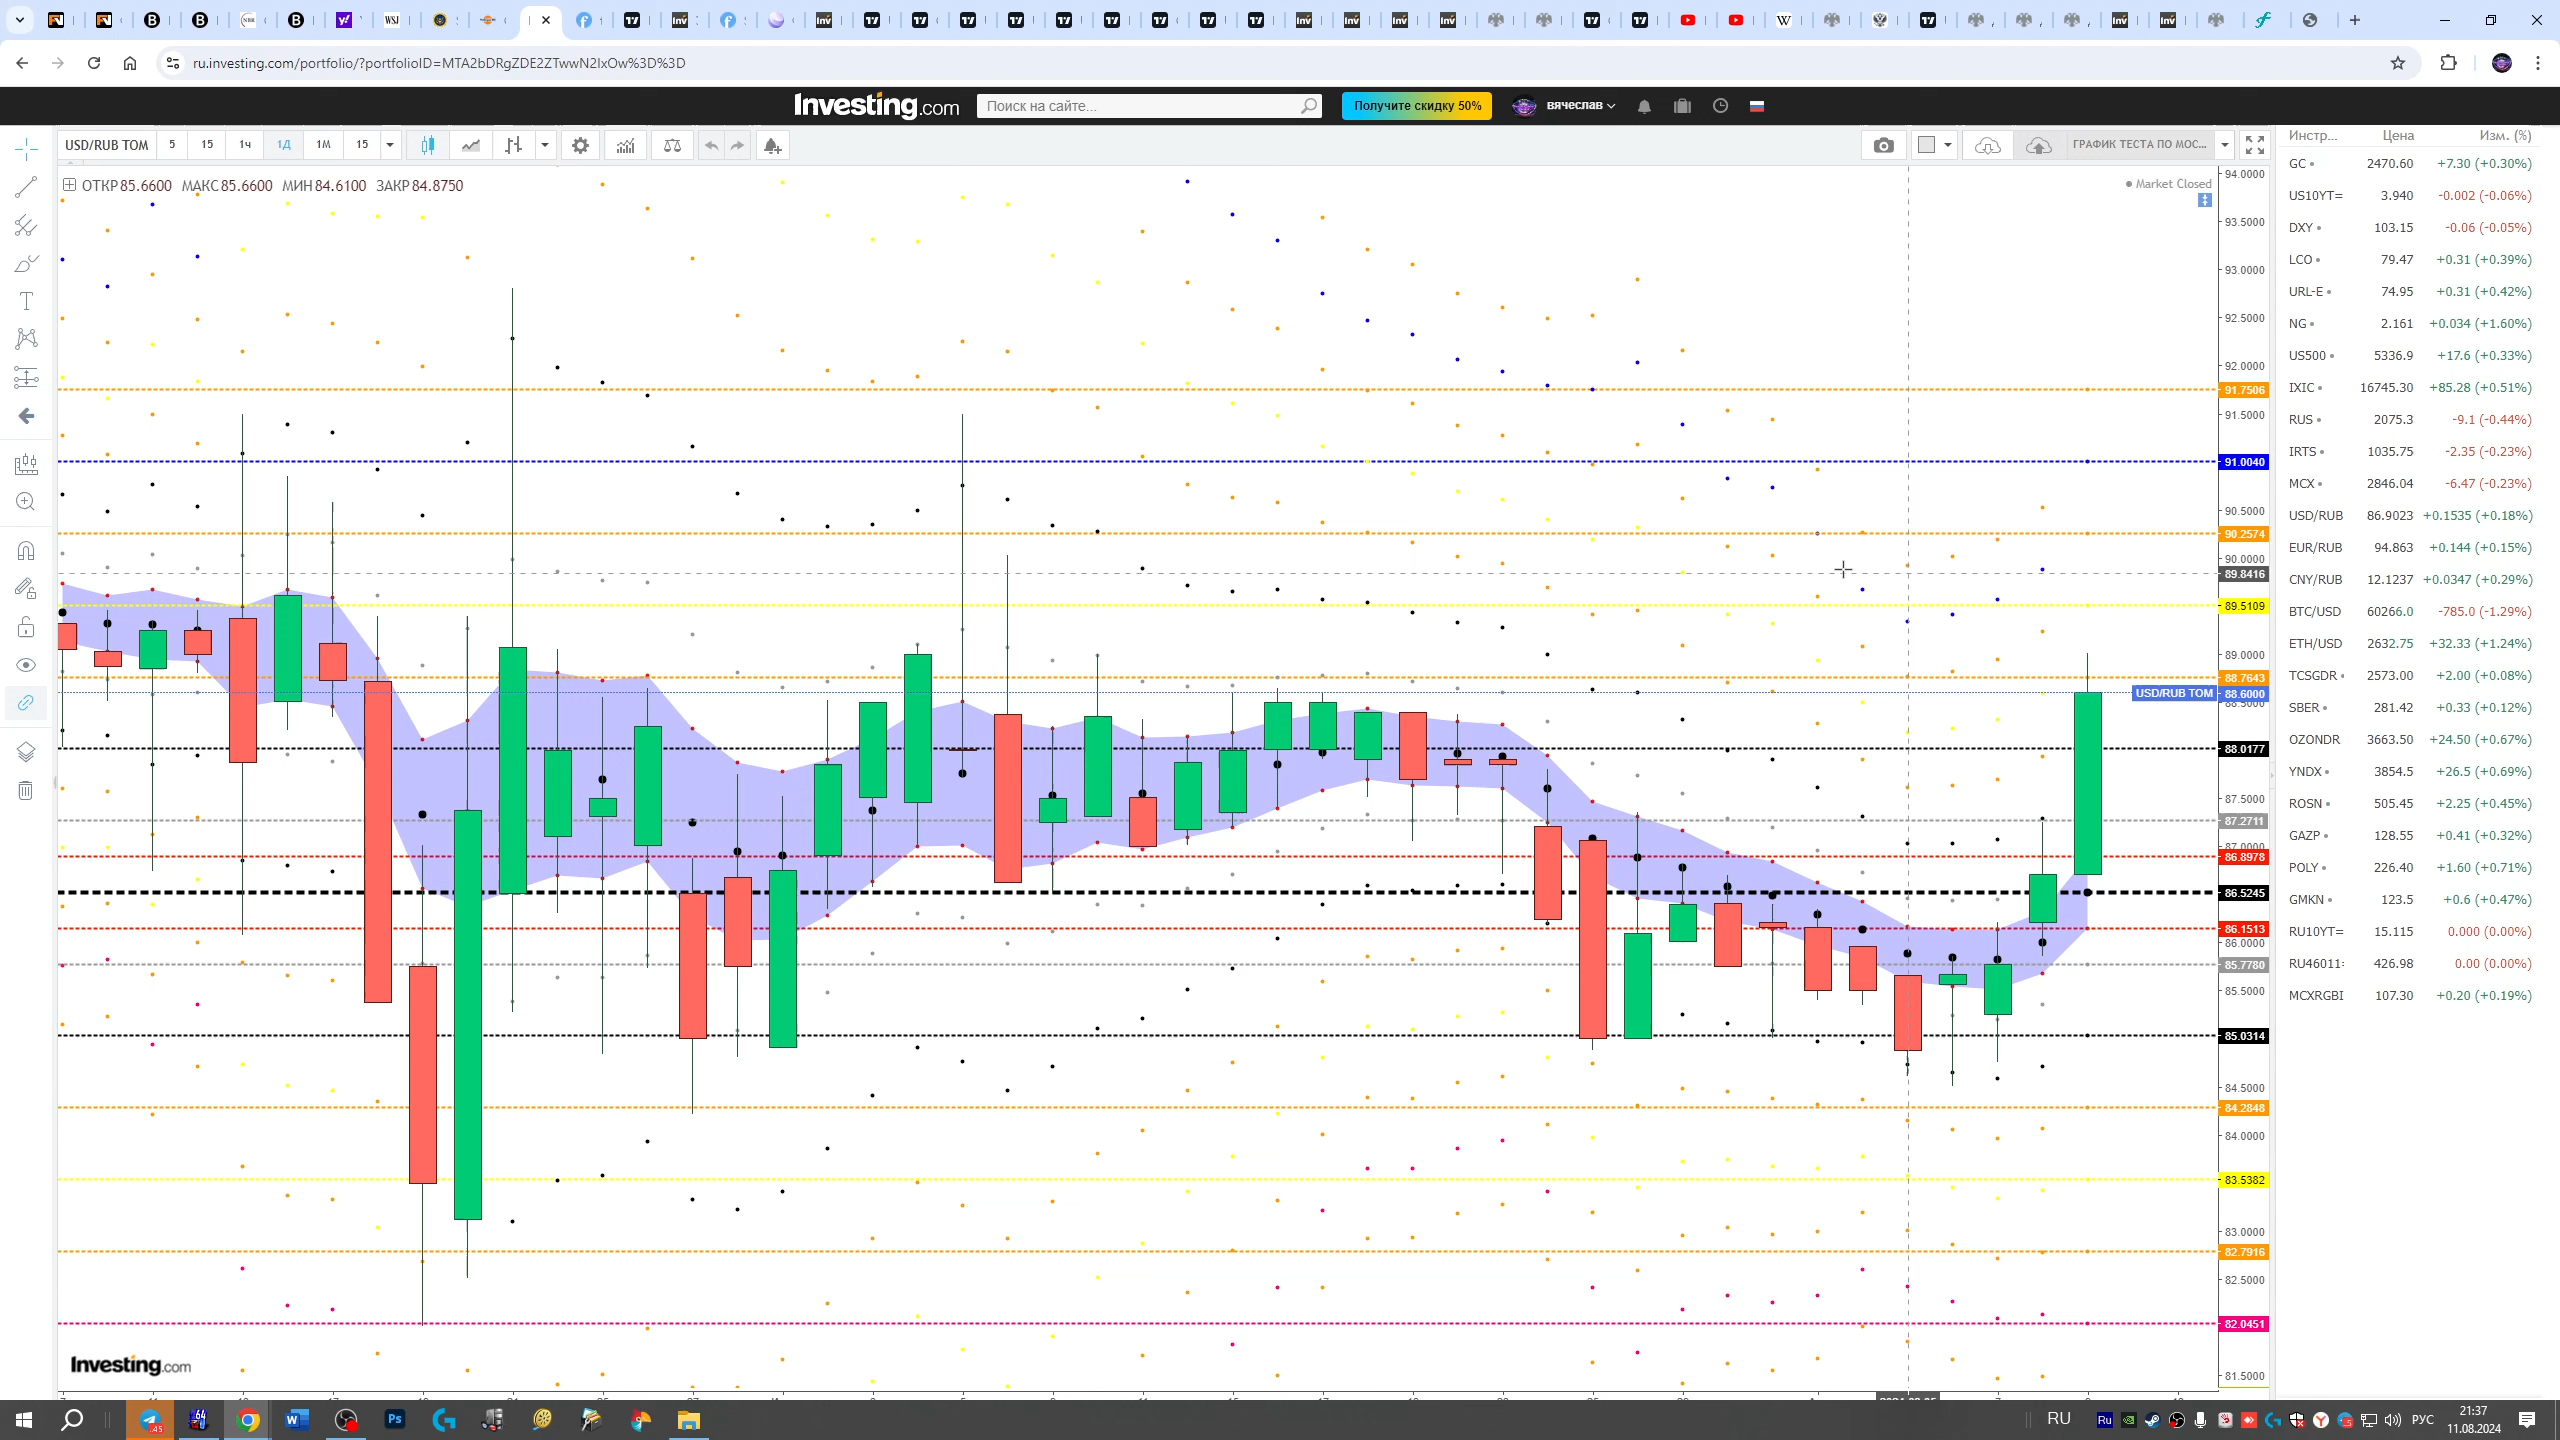 ru.investing.com/portfolio/?portfolioID=MTA2bDRgZDE2ZTwwN2IxOw%3D%3D
Investing.com
Поиск на сайте...
Получите скидку 50%
вячеслав
USD/RUB TOM
5
15
1ч
1Д
1М
15
ГРАФИК ТЕСТА ПО МОС...
ОТКР 85.6600 МАКС 85.6600 МИН 84.6100 ЗАКР 84.8750
Market Closed
94.0000
93.5000
93.0000
92.5000
92.0000
91.7506
91.5000
91.0040
90.5000
90.2574
90.0000
89.8416
89.5109
89.0000
88.7643
USD/RUB TOM 88.6000
88.5000
88.0177
87.5000
87.2711
87.0000
86.8978
86.5245
86.1513
86.0000
85.7780
85.5000
85.0314
84.5000
84.2848
84.0000
83.5382
83.0000
82.7916
82.5000
82.0451
81.5000
Investing.com
Инстр... Цена Изм. (%)
GC 2470.60 +7.30 (+0.30%)
US10YT= 3.940 -0.002 (-0.06%)
DXY 103.15 -0.06 (-0.05%)
LCO 79.47 +0.31 (+0.39%)
URL-E 74.95 +0.31 (+0.42%)
NG 2.161 +0.034 (+1.60%)
US500 5336.9 +17.6 (+0.33%)
IXIC 16745.30 +85.28 (+0.51%)
RUS 2075.3 -9.1 (-0.44%)
IRTS 1035.75 -2.35 (-0.23%)
MCX 2846.04 -6.47 (-0.23%)
USD/RUB 86.9023 +0.1535 (+0.18%)
EUR/RUB 94.863 +0.144 (+0.15%)
CNY/RUB 12.1237 +0.0347 (+0.29%)
BTC/USD 60266.0 -785.0 (-1.29%)
ETH/USD 2632.75 +32.33 (+1.24%)
TCSGDR 2573.00 +2.00 (+0.08%)
SBER 281.42 +0.33 (+0.12%)
OZONDR 3663.50 +24.50 (+0.67%)
YNDX 3854.5 +26.5 (+0.69%)
ROSN 505.45 +2.25 (+0.45%)
GAZP 128.55 +0.41 (+0.32%)
POLY 226.40 +1.60 (+0.71%)
GMKN 123.5 +0.6 (+0.47%)
RU10YT= 15.115 0.000 (0.00%)
RU46011: 426.98 0.00 (0.00%)
MCXRGBI 107.30 +0.20 (+0.19%)
RU
Ru
РУС
21:37
11.08.2024